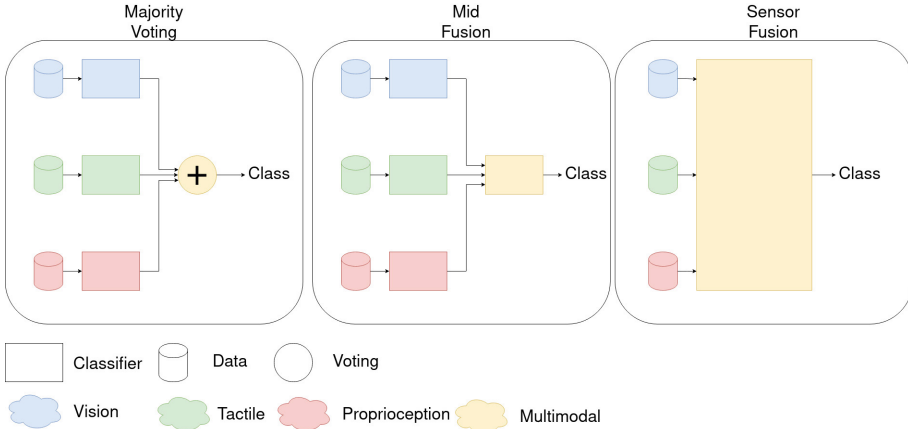 Majority
Voting
Mid
Fusion
Sensor
Fusion
+
Class
Class
Class
Classifier
Data
Voting
Vision
Tactile
Proprioception
Multimodal